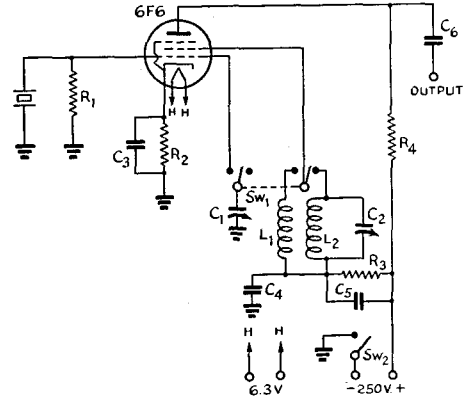 6F6
C6
OUTPUT
R1
H H
C3
R2
R4
Sw1
C1
L1
L2
C2
R3
C4
C5
H H
Sw2
6.3V
-250V.+